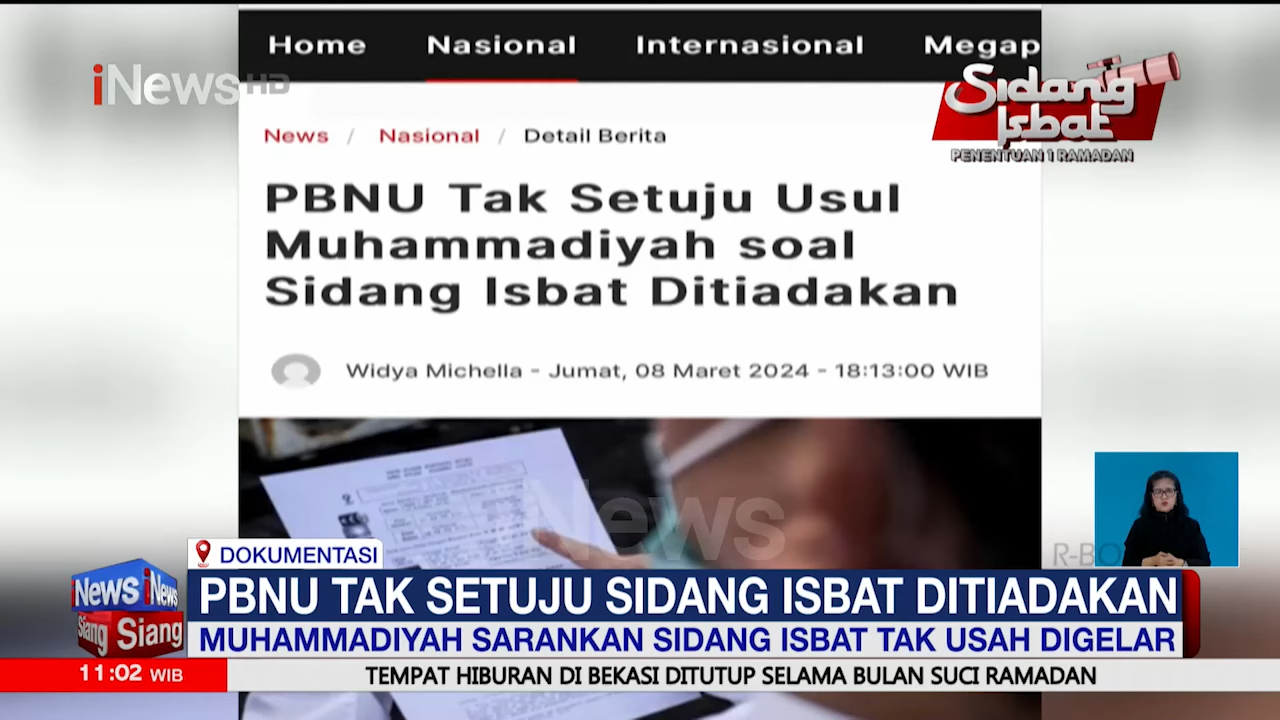 Home Nasional Internasional Megap
iNews HD
Sidang
Isbat
PENENTUAN 1 RAMADAN
News / Nasional / Detail Berita
PBNU Tak Setuju Usul
Muhammadiyah soal
Sidang Isbat Ditiadakan
Widya Michella - Jumat, 08 Maret 2024 - 18:13:00 WIB
iNews
R-BO
DOKUMENTASI
iNews iNews
Siang Siang
PBNU TAK SETUJU SIDANG ISBAT DITIADAKAN
MUHAMMADIYAH SARANKAN SIDANG ISBAT TAK USAH DIGELAR
11:02 WIB
TEMPAT HIBURAN DI BEKASI DITUTUP SELAMA BULAN SUCI RAMADAN